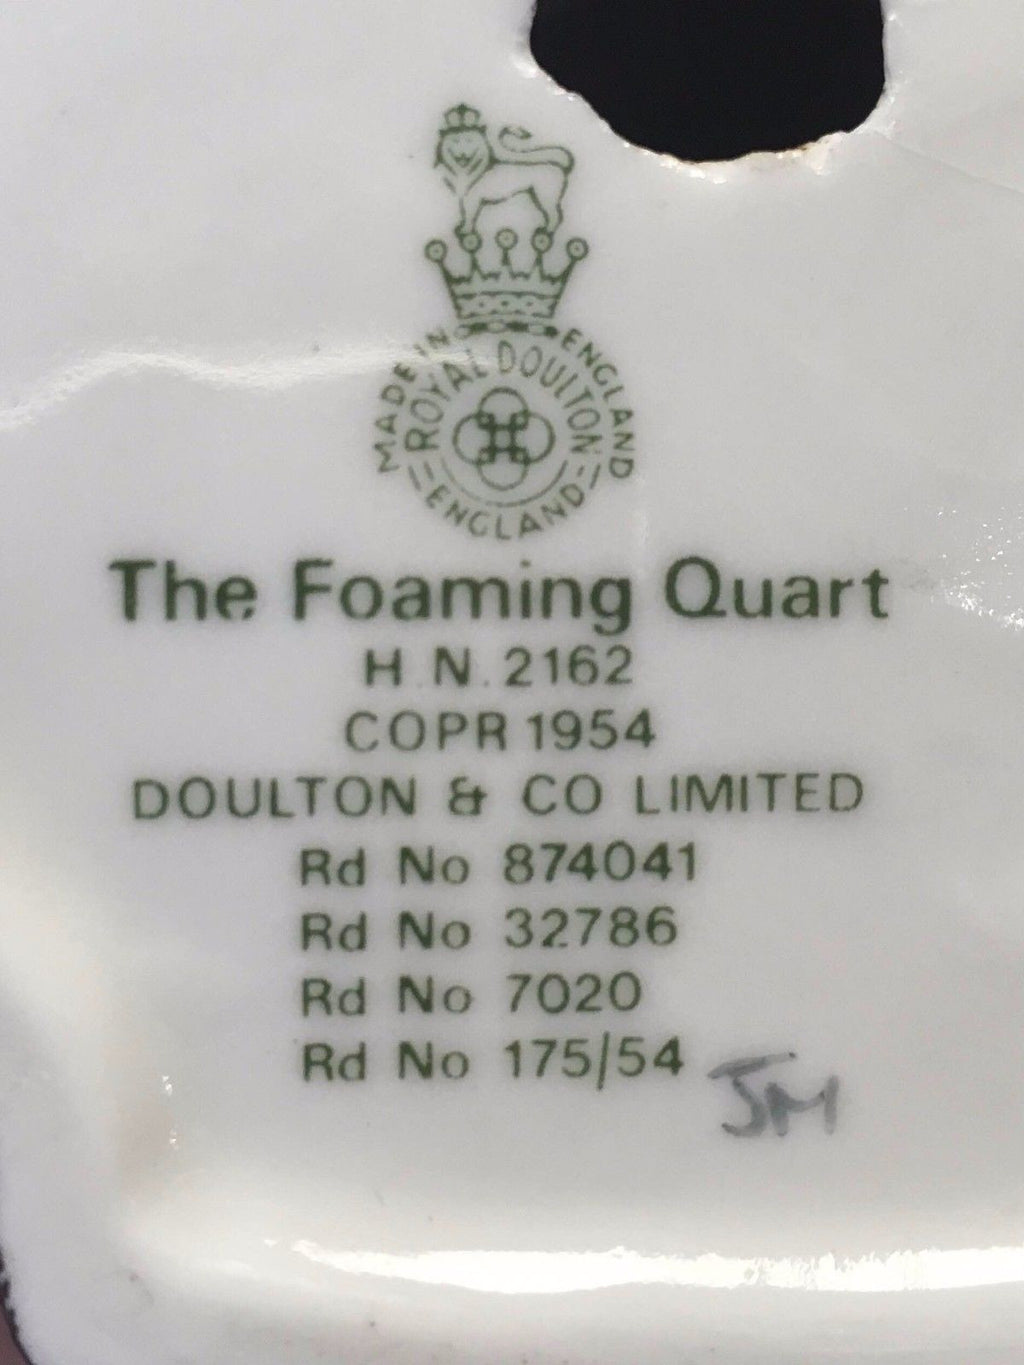 MADE IN ENGLAND
ROYAL DOULTON
ENGLAND
The Foaming Quart
H.N.2162
COPR 1954
DOULTON & CO LIMITED
Rd No 874041
Rd No 32786
Rd No 7020
Rd No 175/54
JM